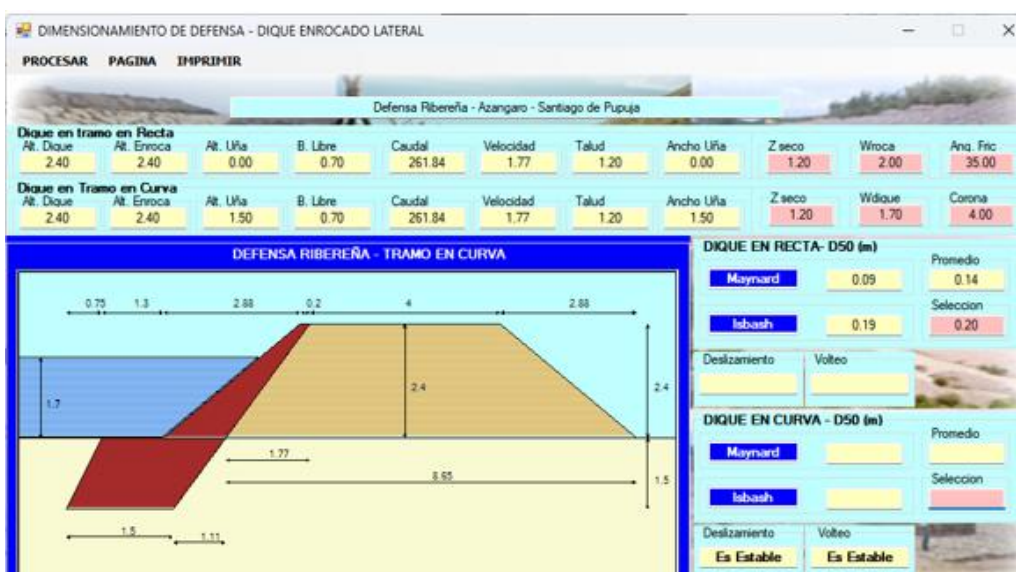 DIMENSIONAMIENTO DE DEFENSA - DIQUE ENROCADO LATERAL
PROCESAR PAGINA IMPRIMIR
Defensa Ribereña - Azangaro - Santiago de Pupuja
Dique en tramo en Recta
Alt. Dique Alt. Enroca Alt. Uña B. Libre Caudal Velocidad Talud Ancho Uña Z seco Wroca Ang. Fric
2.40 2.40 0.00 0.70 261.84 1.77 1.20 0.00 1.20 2.00 35.00
Dique en Tramo en Curva
Alt. Dique Alt. Enroca Alt. Uña B. Libre Caudal Velocidad Talud Ancho Uña Z seco Wdique Corona
2.40 2.40 1.50 0.70 261.84 1.77 1.20 1.50 1.20 1.70 4.00
DEFENSA RIBEREÑA - TRAMO EN CURVA
0.75 1.3 2.88 0.2 4 2.88
1.7
2.4
2.4
1.77
8.65
1.5
1.5
1.11
DIQUE EN RECTA- D50 (m)
Promedio
Maynard 0.09 0.14
Seleccion
Isbash 0.19 0.20
Deslizamiento Volteo
DIQUE EN CURVA - D50 (m)
Promedio
Maynard
Seleccion
Isbash
Deslizamiento Volteo
Es Estable Es Estable